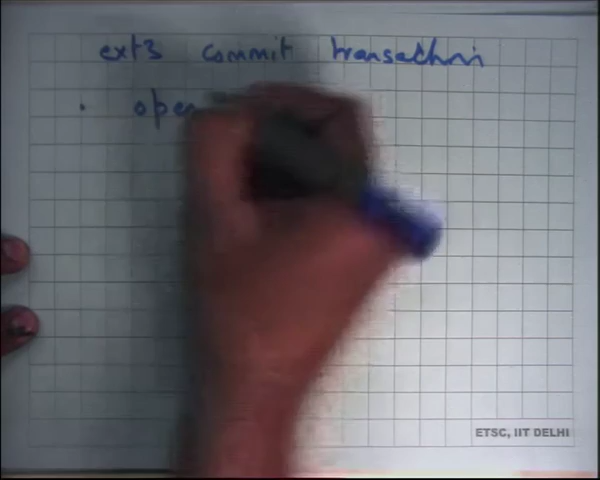 ext3 commit transaction
. open
ETSC, IIT DELHI